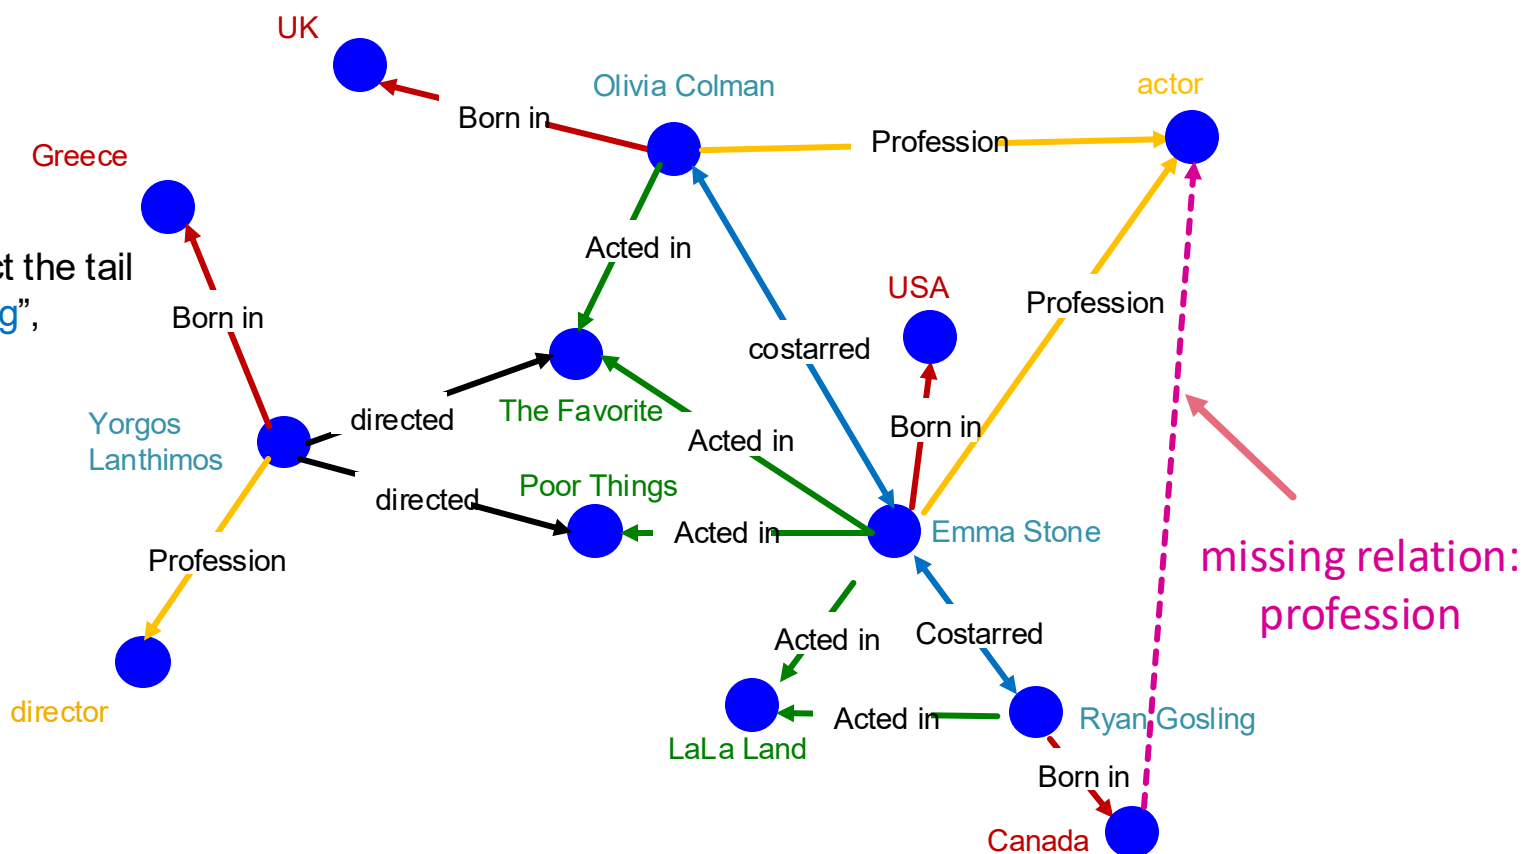 UK
Olivia Colman
actor
Born in
Profession
Greece
Acted in
ct the tail
g”,
USA
Born in
Profession
costarred
The Favorite
directed
Yorgos
Lanthimos
Acted in
Born in
Poor Things
directed
Acted in
Emma Stone
Profession
missing relation:
profession
Acted in
Costarred
director
Acted in
Ryan Gosling
LaLa Land
Born in
Canada